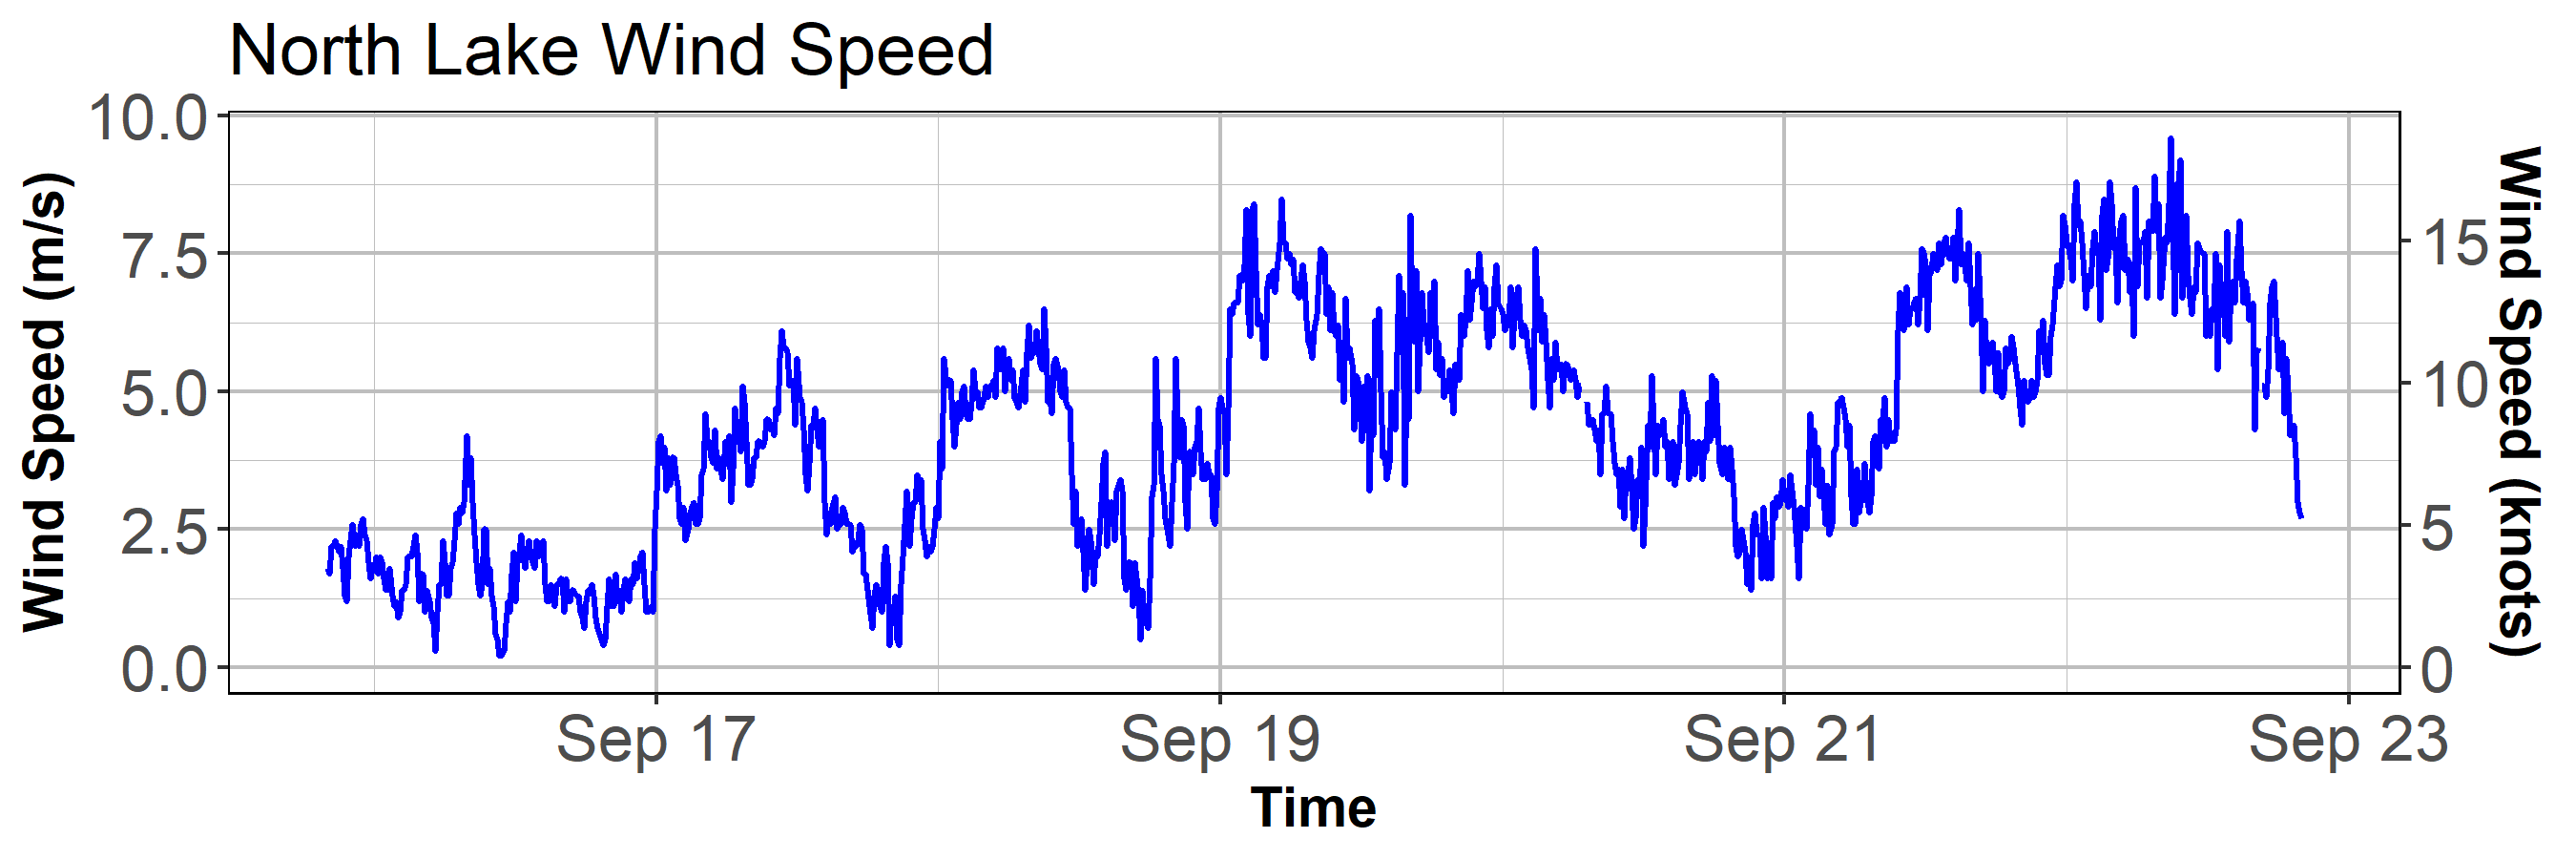 North Lake Wind Speed
Wind Speed (m/s)
10.0
7.5
5.0
2.5
0.0
Wind Speed (knots)
15
10
5
0
Sep 17
Sep 19
Sep 21
Sep 23
Time